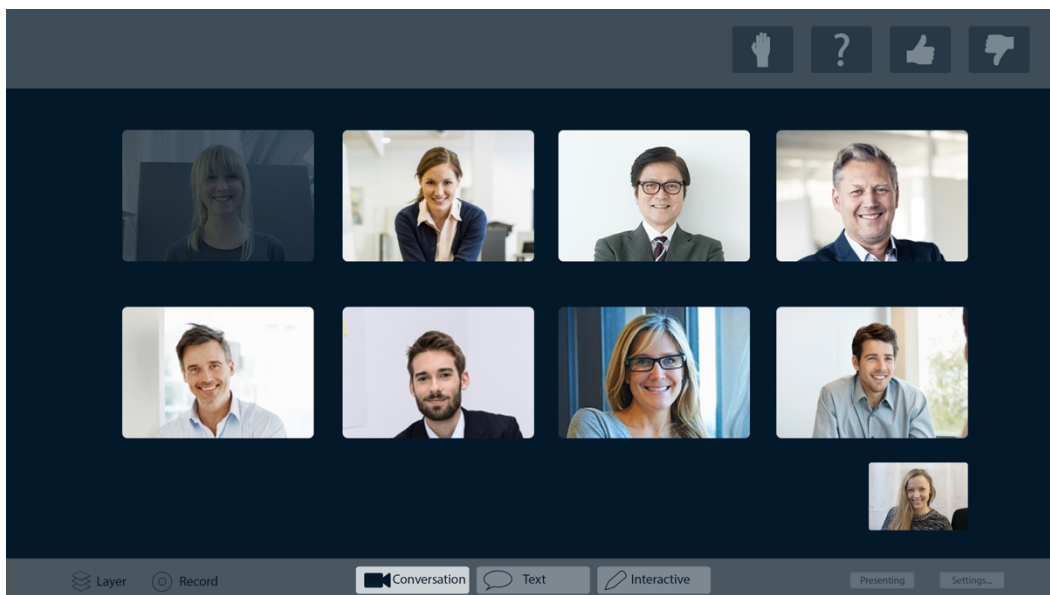 ?
Layer
Record
Conversation
Text
Interactive
Presenting
Settings...